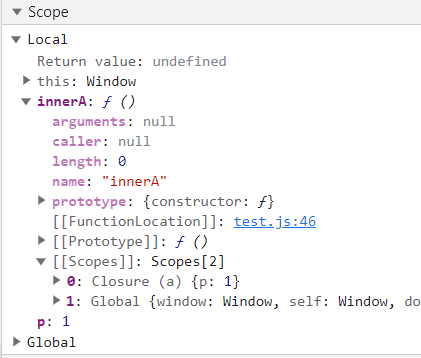 Scope
Local
Return value: undefined
this: Window
innerA: ƒ ()
arguments: null
caller: null
length: 0
name: "innerA"
prototype: {constructor: ƒ}
[[FunctionLocation]]: test.js:46
[[Prototype]]: ƒ ()
[[Scopes]]: Scopes[2]
0: Closure (a) {p: 1}
1: Global {window: Window, self: Window, do
p: 1
Global